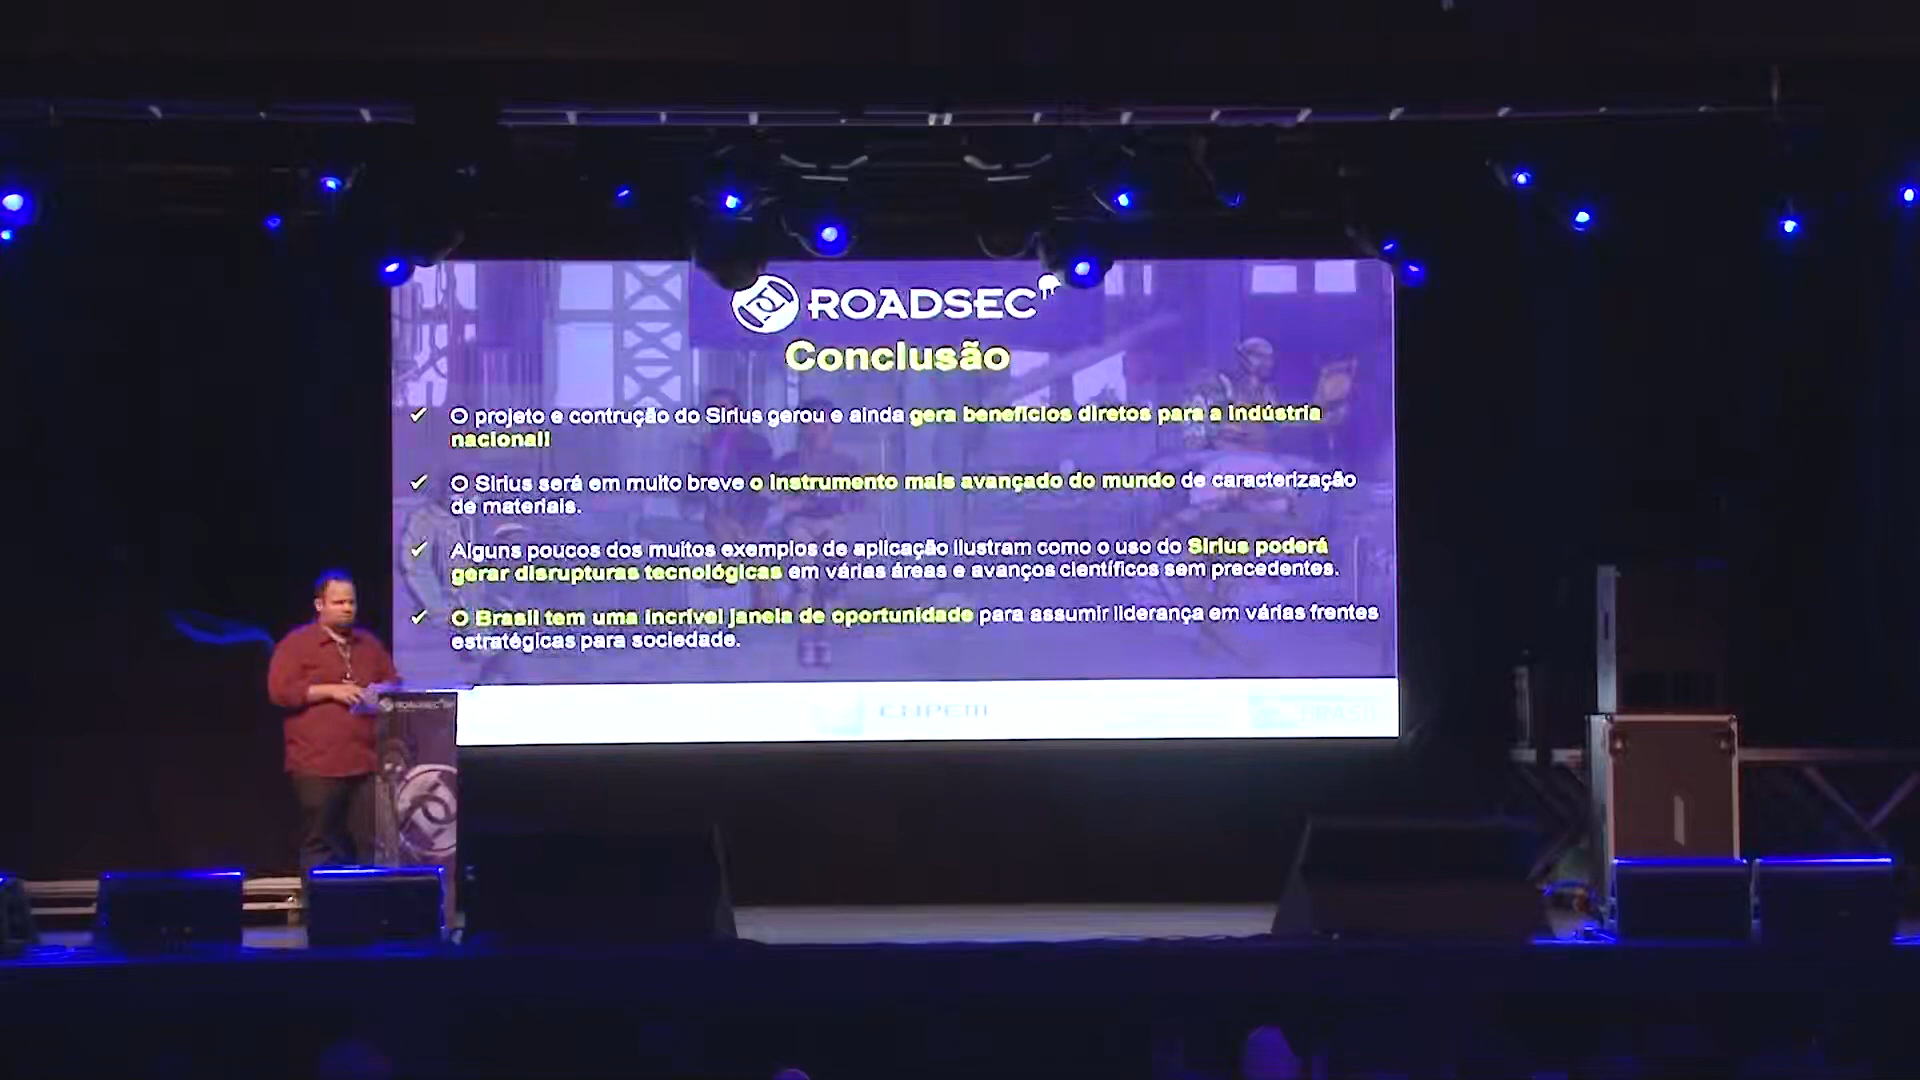 ROADSEC
Conclusão
✓ O projeto e contrução do Sirius gerou e ainda gera benefícios diretos para a indústria
nacional!
✓ O Sirius será em muito breve o instrumento mais avançado do mundo de caracterização
de materiais.
✓ Alguns poucos dos muitos exemplos de aplicação ilustram como o uso do Sirius poderá
gerar disrupturas tecnológicas em várias áreas e avanços científicos sem precedentes.
✓ O Brasil tem uma incrível janela de oportunidade para assumir liderança em várias frentes
estratégicas para sociedade.
ROADSEC
CNPEM
BRASIL